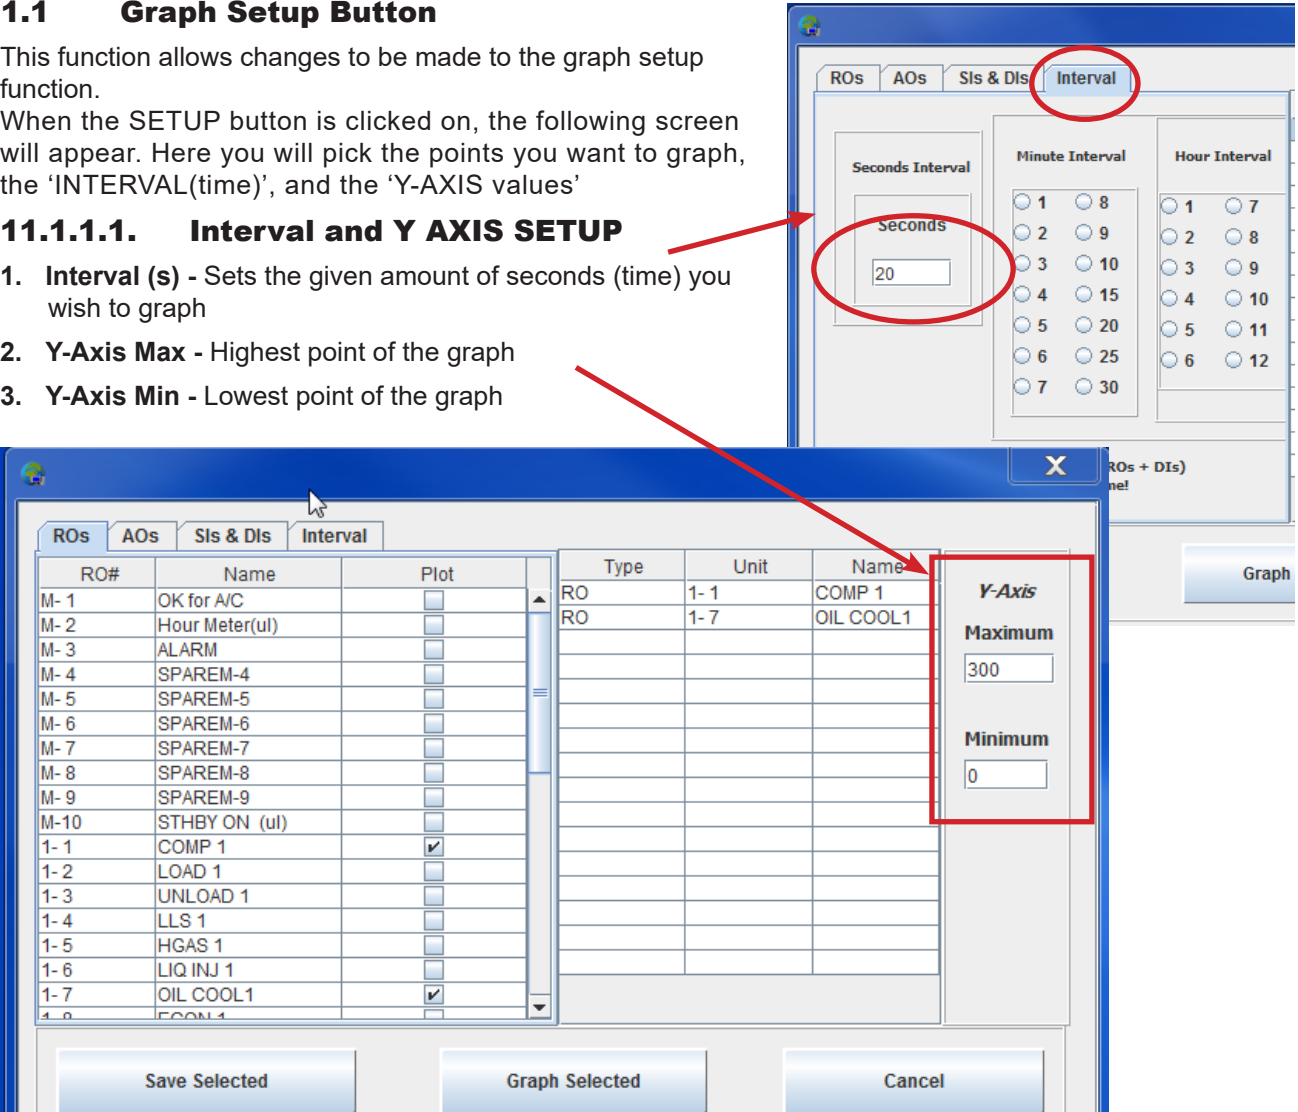 1.1 Graph Setup Button
This function allows changes to be made to the graph setup
function.
When the SETUP button is clicked on, the following screen
will appear. Here you will pick the points you want to graph,
the ‘INTERVAL(time)’, and the ‘Y-AXIS values’
11.1.1.1. Interval and Y AXIS SETUP
1. Interval (s) - Sets the given amount of seconds (time) you
wish to graph
2. Y-Axis Max - Highest point of the graph
3. Y-Axis Min - Lowest point of the graph
ROs AOs SIs & DIs Interval
Seconds Interval Minute Interval Hour Interval
Seconds
20
1 8
2 9
3 10
4 15
5 20
6 25
7 30
1 7
2 8
3 9
4 10
5 11
6 12
ROs + DIs)
me!
Graph
X
ROs AOs SIs & DIs Interval
RO# Name Plot
M- 1 OK for A/C
M- 2 Hour Meter(ul)
M- 3 ALARM
M- 4 SPAREM-4
M- 5 SPAREM-5
M- 6 SPAREM-6
M- 7 SPAREM-7
M- 8 SPAREM-8
M- 9 SPAREM-9
M-10 STHBY ON (ul)
1- 1 COMP 1
1- 2 LOAD 1
1- 3 UNLOAD 1
1- 4 LLS 1
1- 5 HGAS 1
1- 6 LIQ INJ 1
1- 7 OIL COOL1
1- 8 ECON 1
Type Unit Name
RO 1- 1 COMP 1
RO 1- 7 OIL COOL1
Y-Axis
Maximum
300
Minimum
0
Save Selected Graph Selected Cancel